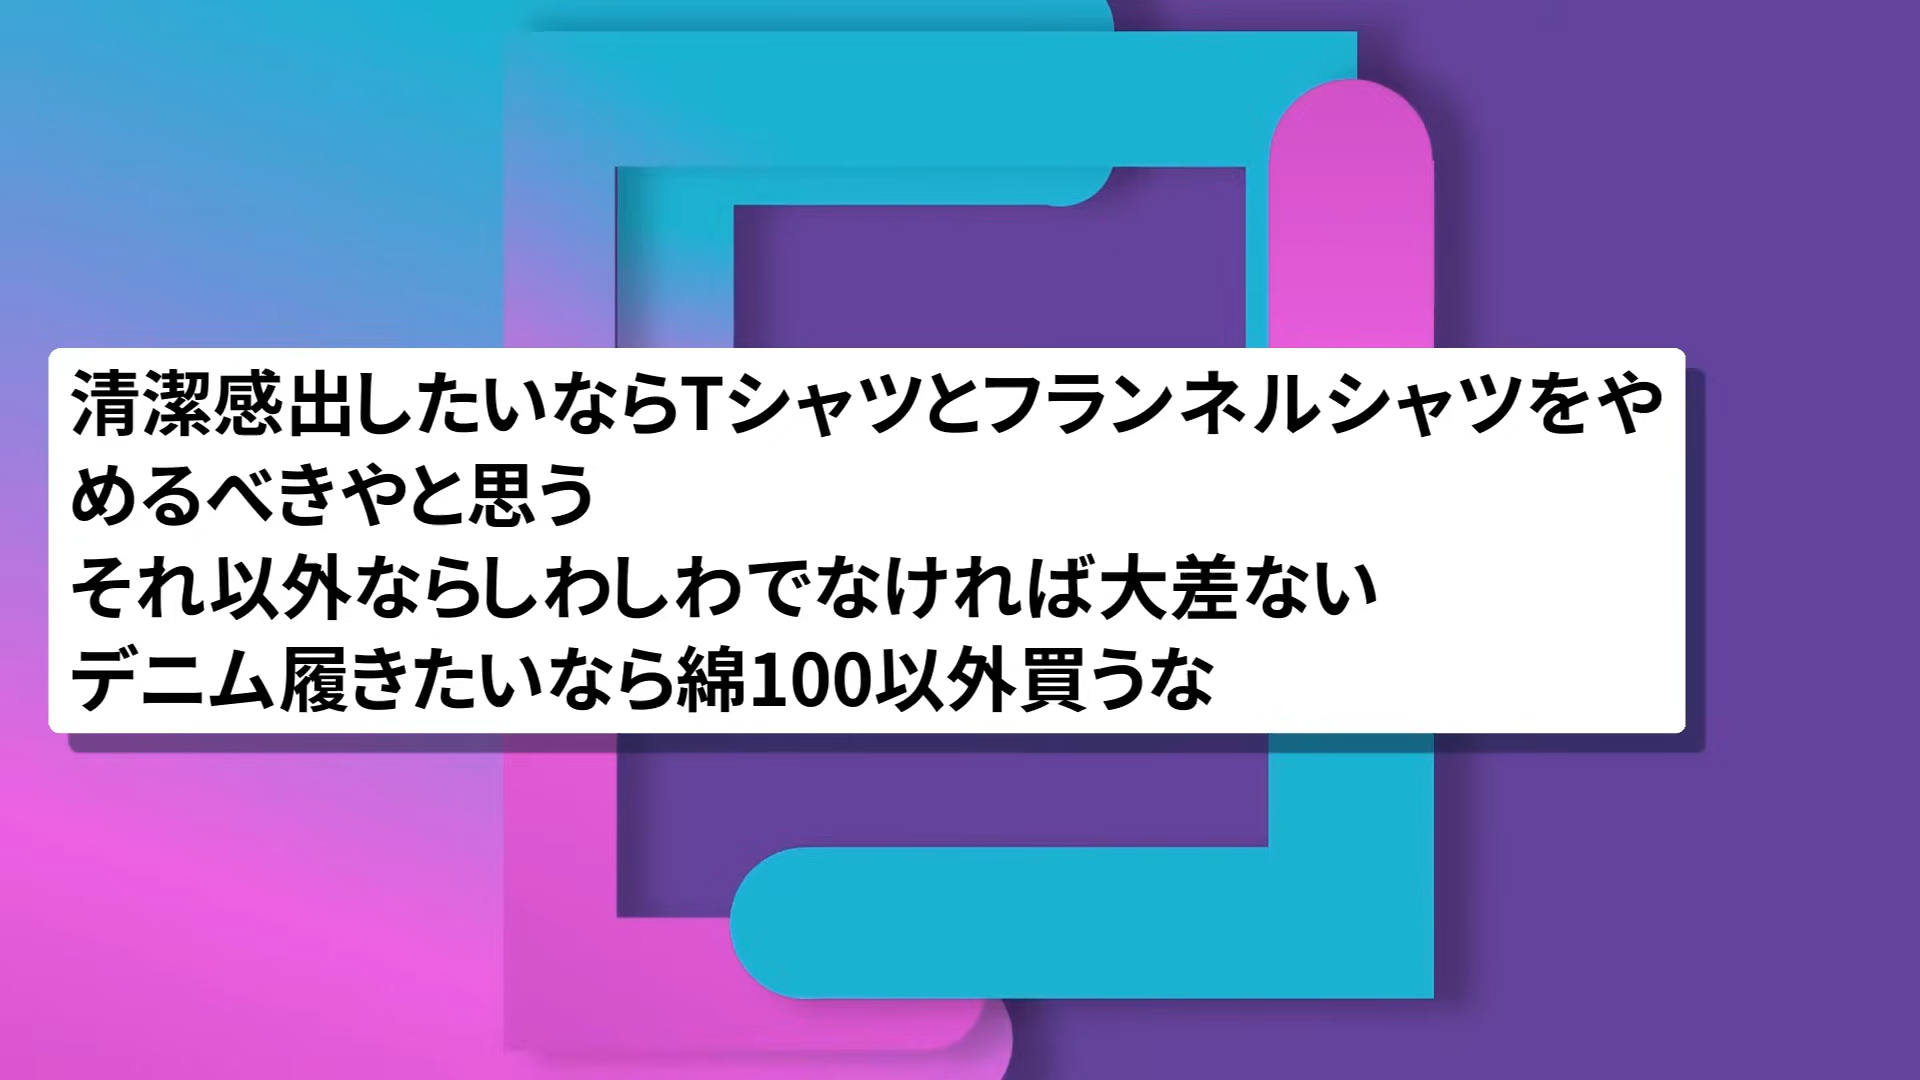 清潔感出したいならTシャツとフランネルシャツをや
めるべきやと思う
それ以外ならしわしわでなければ大差ない
デニム履きたいなら綿100以外買うな